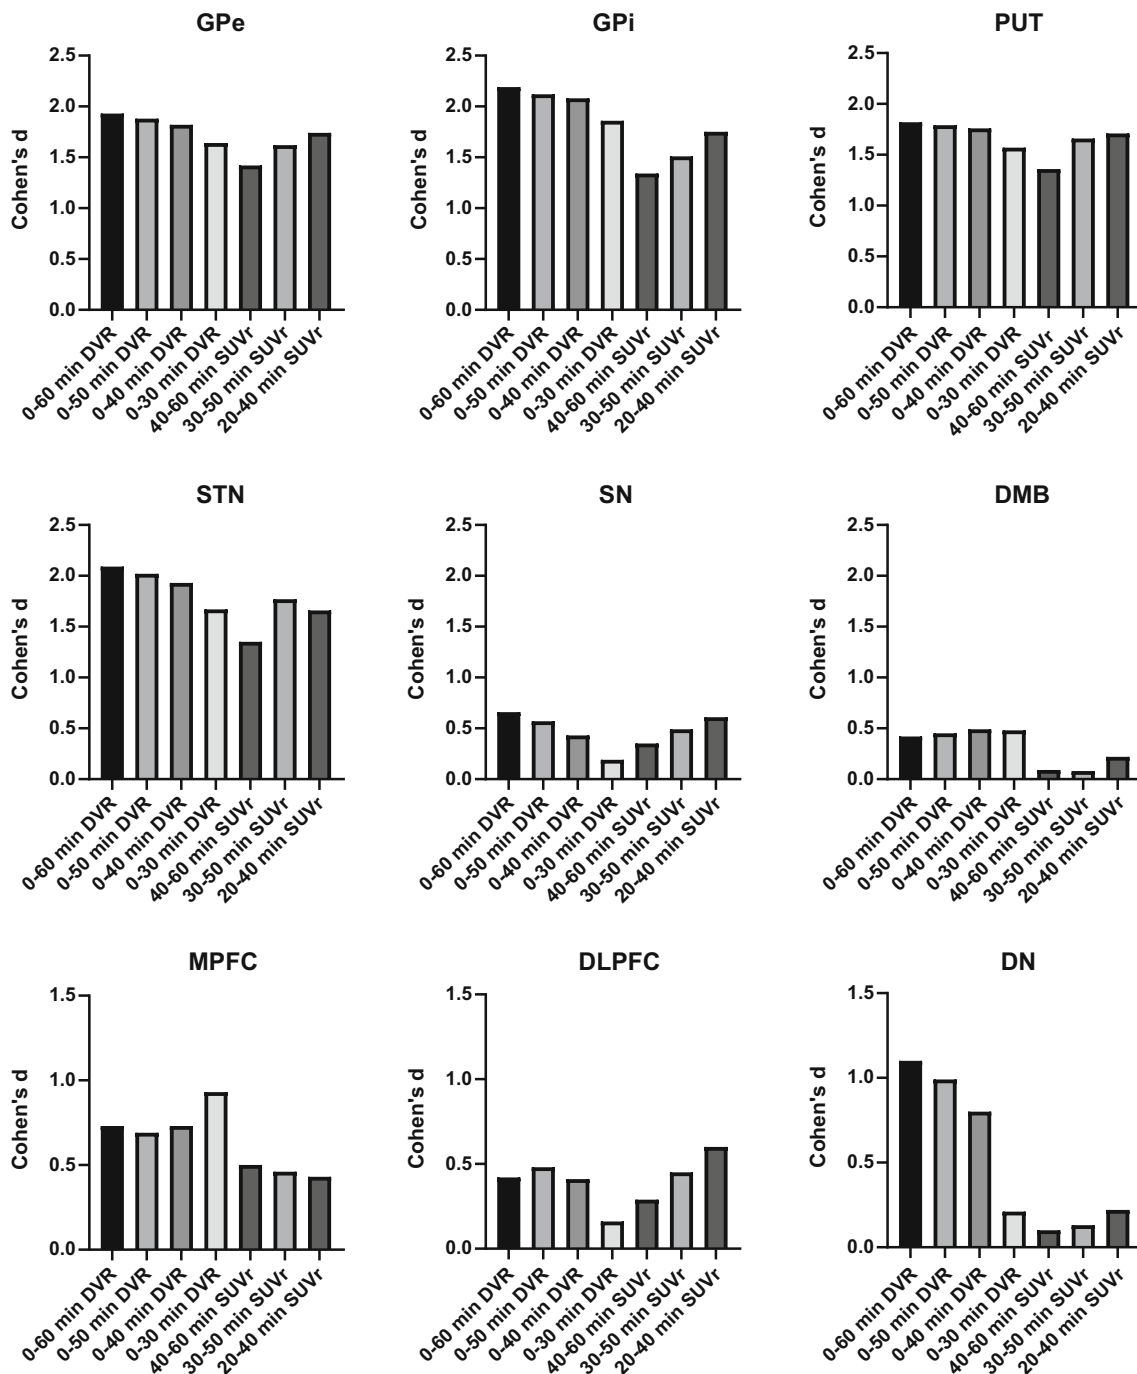 GPe
GPi
PUT
2.5
2.0
1.5
1.0
0.5
0.0
Cohen's d
0-60 min DVR
0-50 min DVR
0-40 min DVR
0-30 min DVR
40-60 min SUVr
30-50 min SUVr
20-40 min SUVr
2.5
2.0
1.5
1.0
0.5
0.0
Cohen's d
0-60 min DVR
0-50 min DVR
0-40 min DVR
0-30 min DVR
40-60 min SUVr
30-50 min SUVr
20-40 min SUVr
2.5
2.0
1.5
1.0
0.5
0.0
Cohen's d
0-60 min DVR
0-50 min DVR
0-40 min DVR
0-30 min DVR
40-60 min SUVr
30-50 min SUVr
20-40 min SUVr
STN
SN
DMB
2.5
2.0
1.5
1.0
0.5
0.0
Cohen's d
0-60 min DVR
0-50 min DVR
0-40 min DVR
0-30 min DVR
40-60 min SUVr
30-50 min SUVr
20-40 min SUVr
2.5
2.0
1.5
1.0
0.5
0.0
Cohen's d
0-60 min DVR
0-50 min DVR
0-40 min DVR
0-30 min DVR
40-60 min SUVr
30-50 min SUVr
20-40 min SUVr
2.5
2.0
1.5
1.0
0.5
0.0
Cohen's d
0-60 min DVR
0-50 min DVR
0-40 min DVR
0-30 min DVR
40-60 min SUVr
30-50 min SUVr
20-40 min SUVr
MPFC
DLPFC
DN
1.5
1.0
0.5
0.0
Cohen's d
0-60 min DVR
0-50 min DVR
0-40 min DVR
0-30 min DVR
40-60 min SUVr
30-50 min SUVr
20-40 min SUVr
1.5
1.0
0.5
0.0
Cohen's d
0-60 min DVR
0-50 min DVR
0-40 min DVR
0-30 min DVR
40-60 min SUVr
30-50 min SUVr
20-40 min SUVr
1.5
1.0
0.5
0.0
Cohen's d
0-60 min DVR
0-50 min DVR
0-40 min DVR
0-30 min DVR
40-60 min SUVr
30-50 min SUVr
20-40 min SUVr